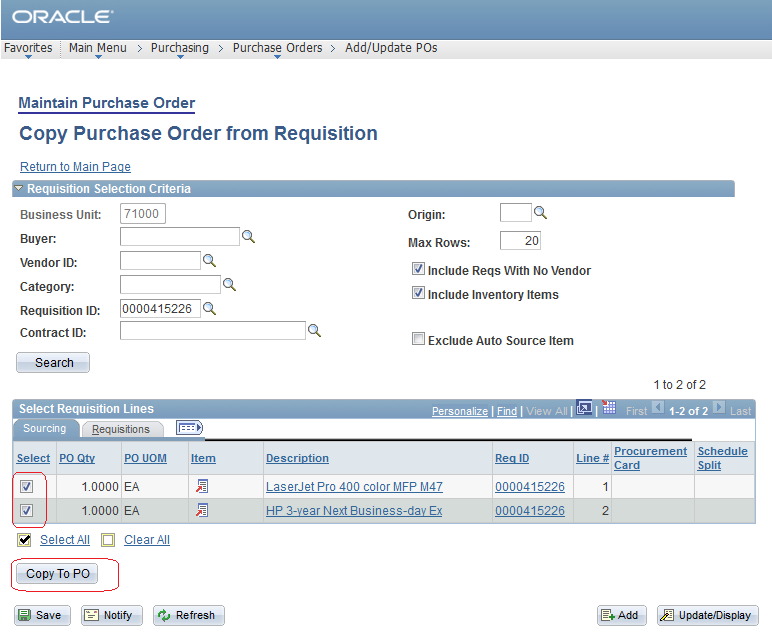 ORACLE
Favorites Main Menu > Purchasing > Purchase Orders > Add/Update POs
Maintain Purchase Order
Copy Purchase Order from Requisition
Return to Main Page
Requisition Selection Criteria
Business Unit: 71000 Origin:
Buyer: Max Rows: 20
Vendor ID: Include Reqs With No Vendor
Category: Include Inventory Items
Requisition ID: 0000415226
Contract ID: Exclude Auto Source Item
Search
1 to 2 of 2
Select Requisition Lines Personalize | Find | View All | | First 1-2 of 2 Last
Sourcing Requisitions
Select PO Qty PO UOM Item Description Req ID Line # Procurement Card Schedule Split
1.0000 EA LaserJet Pro 400 color MFP M47 0000415226 1
1.0000 EA HP 3-year Next Business-day Ex 0000415226 2
Select All Clear All
Copy To PO
Save Notify Refresh Add Update/Display